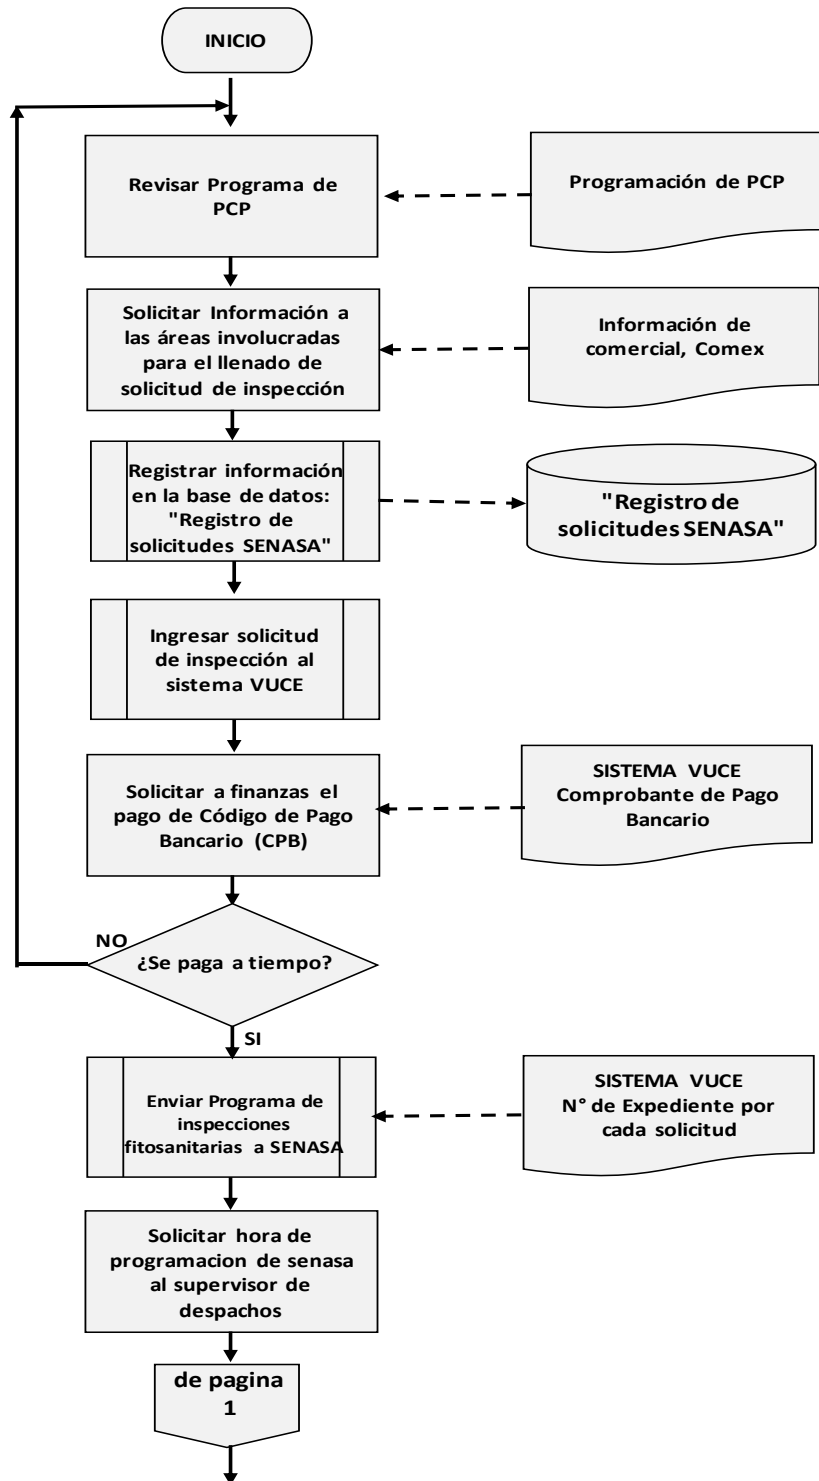 INICIO
Revisar Programa de
PCP
Programación de PCP
Solicitar Información a
las áreas involucradas
para el llenado de
solicitud de inspección
Información de
comercial, Comex
Registrar información
en la base de datos:
"Registro de
solicitudes SENASA"
"Registro de
solicitudes SENASA"
Ingresar solicitud
de inspección al
sistema VUCE
Solicitar a finanzas el
pago de Código de Pago
Bancario (CPB)
SISTEMA VUCE
Comprobante de Pago
Bancario
NO
¿Se paga a tiempo?
SI
Enviar Programa de
inspecciones
fitosanitarias a SENASA
SISTEMA VUCE
N° de Expediente por
cada solicitud
Solicitar hora de
programacion de senasa
al supervisor de
despachos
de pagina
1